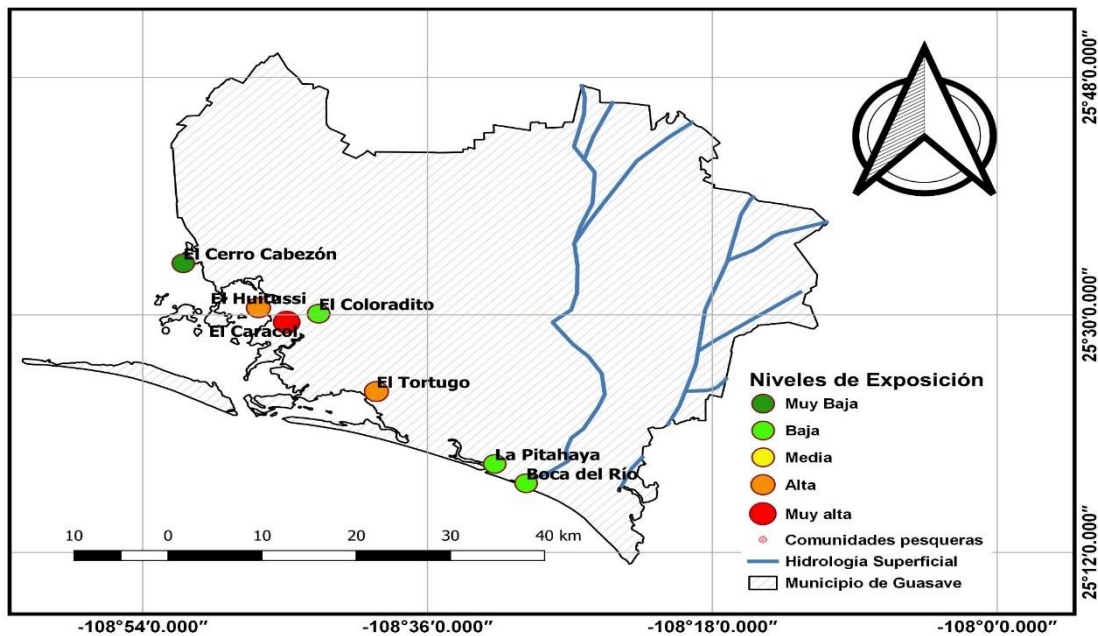 El Cerro Cabezón
El Huitussi
El Coloradito
El Caracol
El Tortugo
La Pitahaya
Boca del Río
Niveles de Exposición
Muy Baja
Baja
Media
Alta
Muy alta
Comunidades pesqueras
Hidrología Superficial
Municipio de Guasave
10 0 10 20 30 40 km
25°48'0.000"
25°30'0.000"
25°12'0.000"
-108°54'0.000" -108°36'0.000" -108°18'0.000" -108°0'0.000"